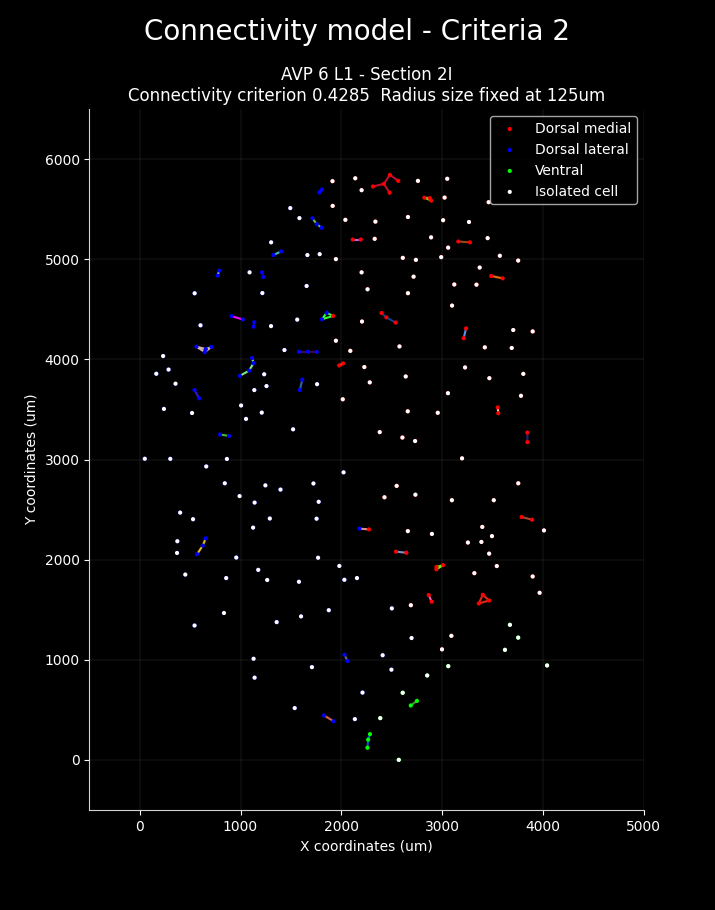 Connectivity model - Criteria 2
AVP 6 L1 - Section 2I
Connectivity criterion 0.4285  Radius size fixed at 125um
Dorsal medial
Dorsal lateral
Ventral
Isolated cell
6000
5000
4000
3000
2000
1000
0
Y coordinates (um)
0 1000 2000 3000 4000 5000
X coordinates (um)